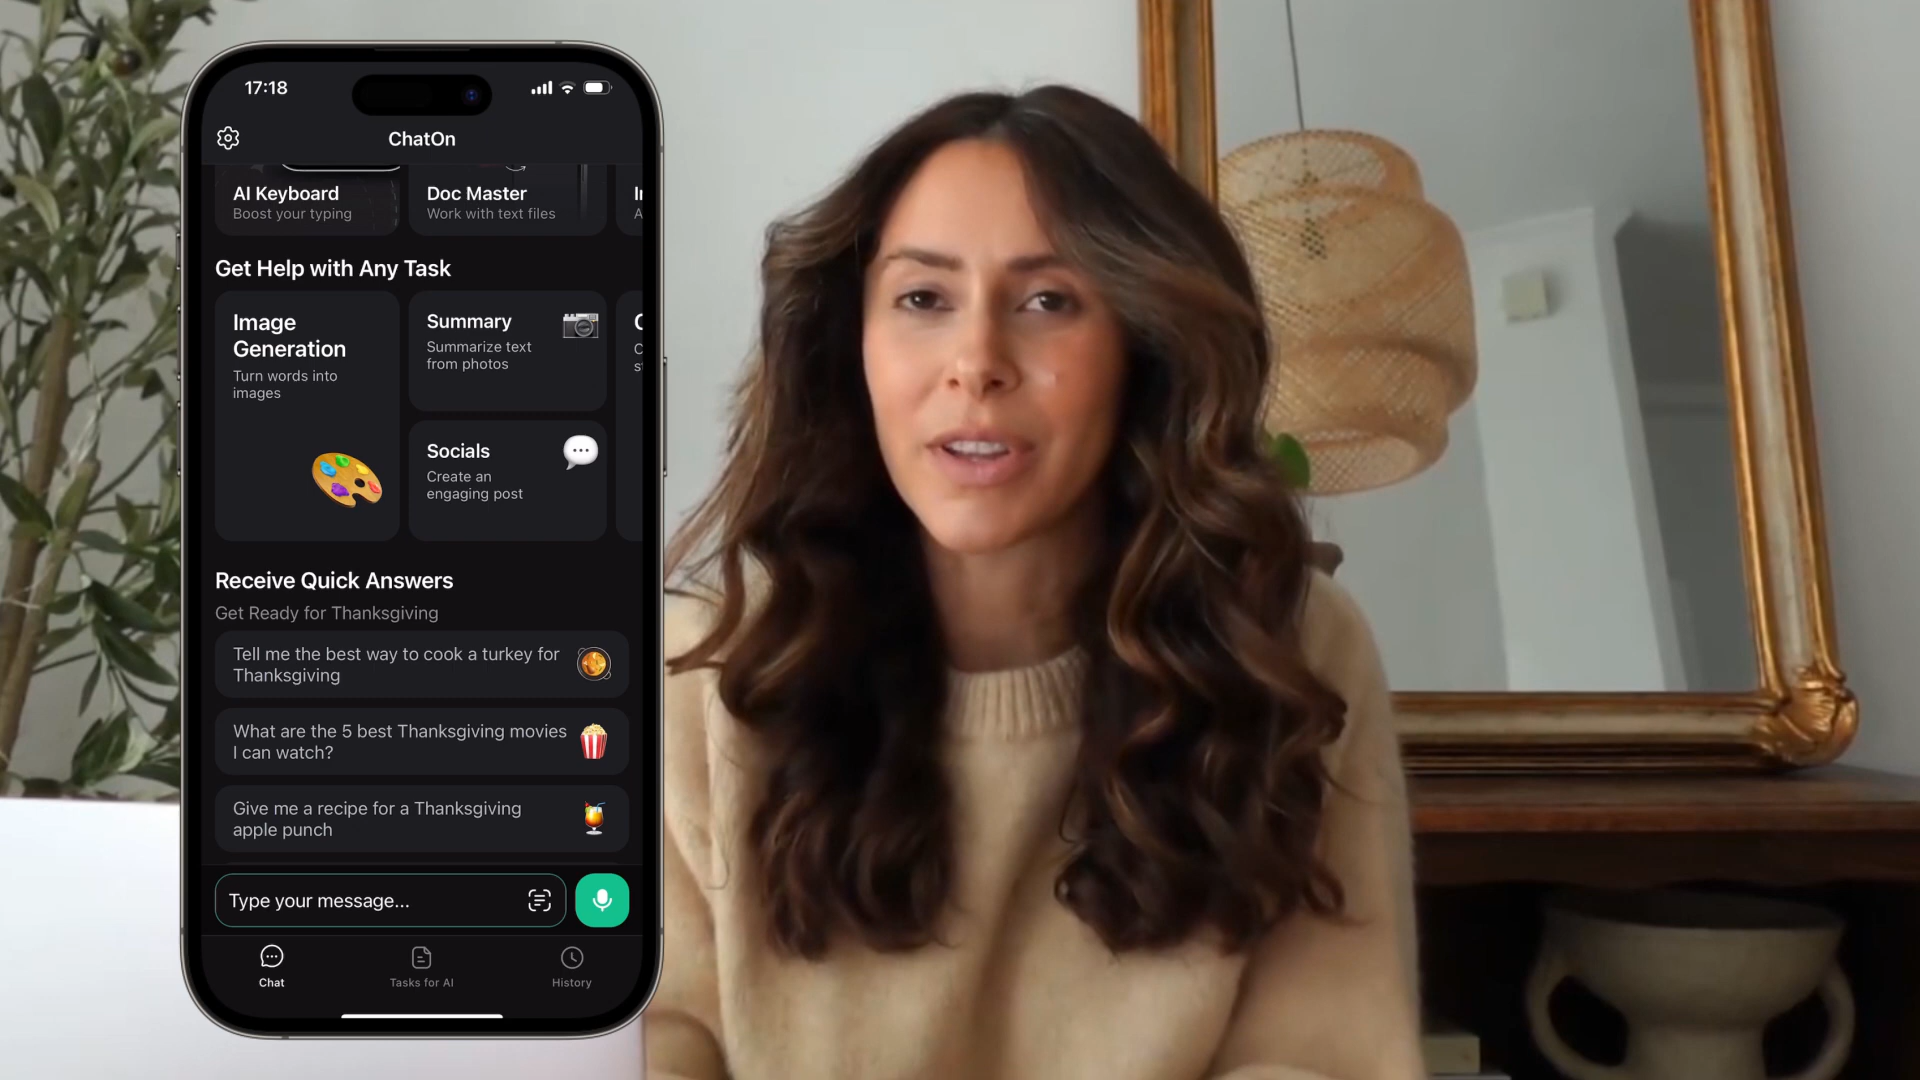 17:18
ChatOn
AI Keyboard
Boost your typing
Doc Master
Work with text files
Get Help with Any Task
Image
Generation
Turn words into
images
Summary
Summarize text
from photos
Socials
Create an
engaging post
Receive Quick Answers
Get Ready for Thanksgiving
Tell me the best way to cook a turkey for
Thanksgiving
What are the 5 best Thanksgiving movies
I can watch?
Give me a recipe for a Thanksgiving
apple punch
Type your message...
Chat
Tasks for AI
History